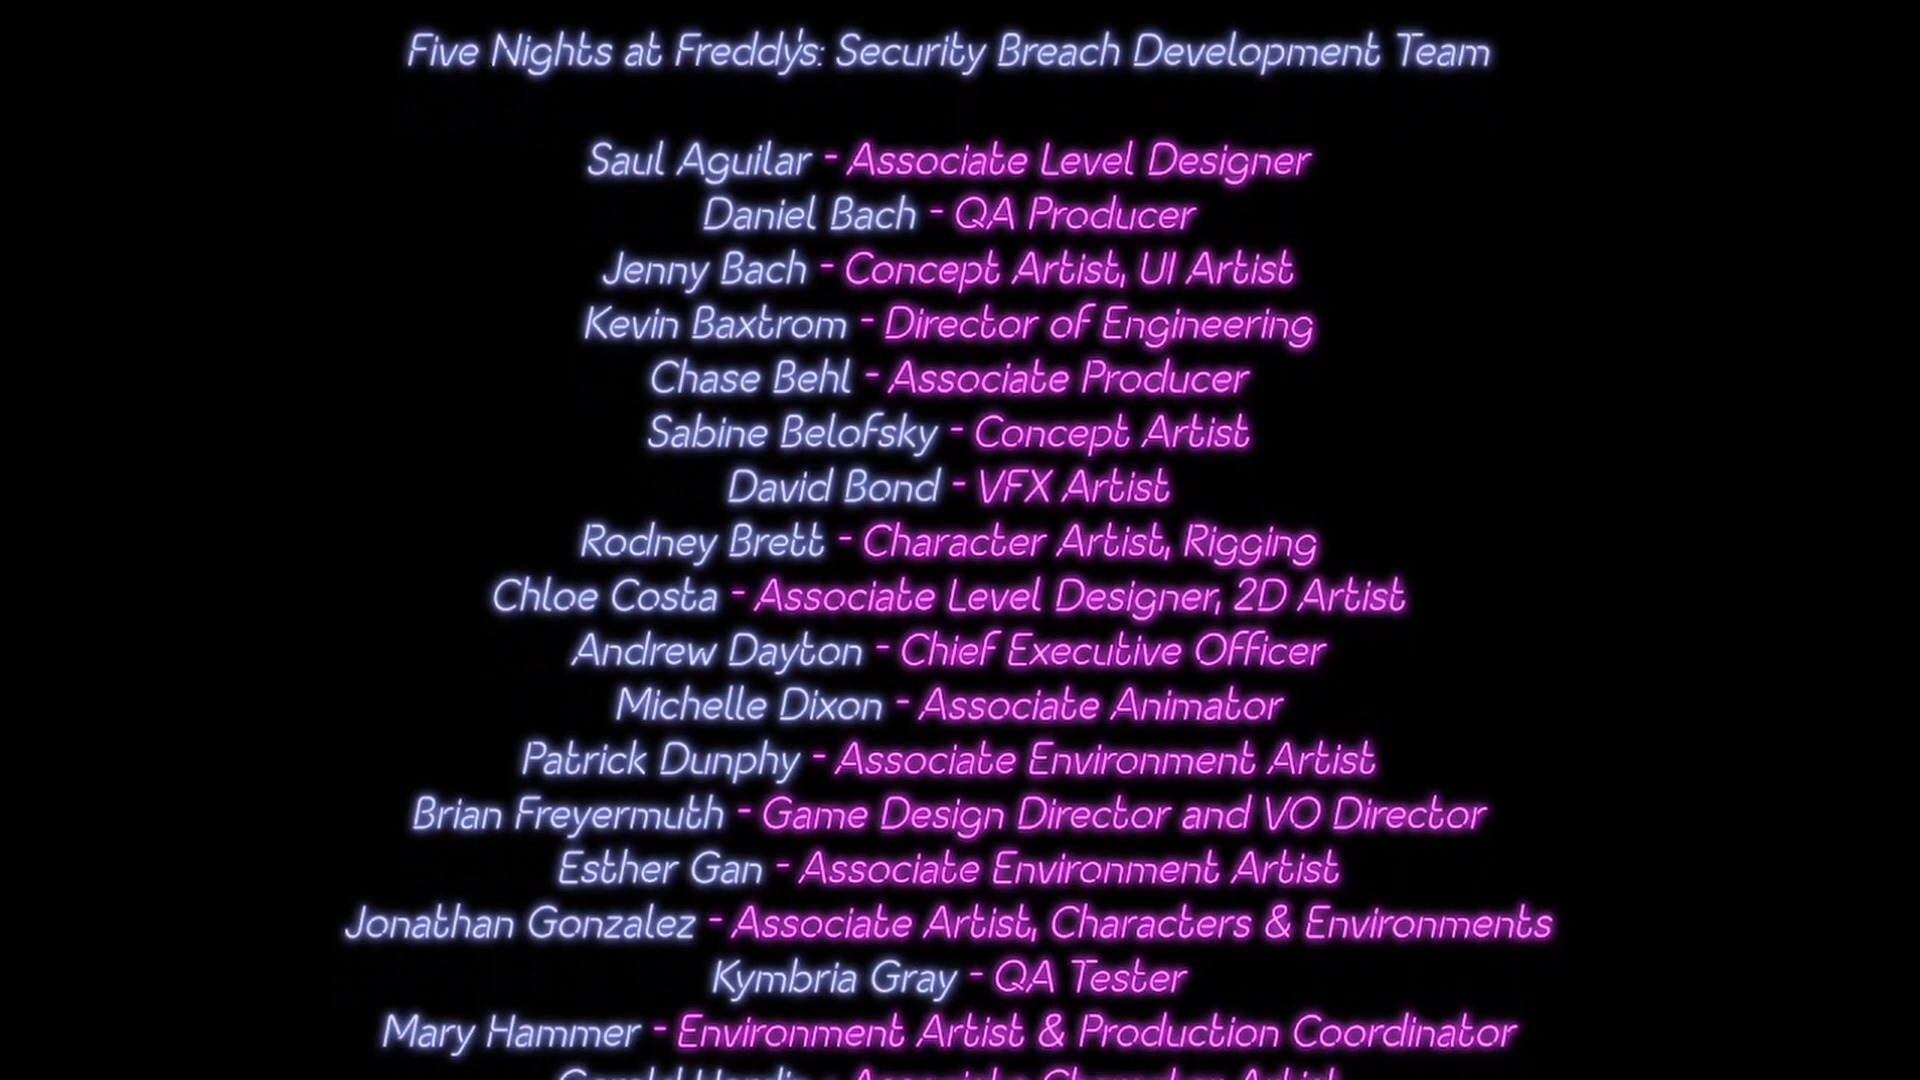 Five Nights at Freddy's: Security Breach Development Team
Saul Aguilar - Associate Level Designer
Daniel Bach - QA Producer
Jenny Bach - Concept Artist, UI Artist
Kevin Baxtrom - Director of Engineering
Chase Behl - Associate Producer
Sabine Belofsky - Concept Artist
David Bond - VFX Artist
Rodney Brett - Character Artist, Rigging
Chloe Costa - Associate Level Designer, 2D Artist
Andrew Dayton - Chief Executive Officer
Michelle Dixon - Associate Animator
Patrick Dunphy - Associate Environment Artist
Brian Freyermuth - Game Design Director and VO Director
Esther Gan - Associate Environment Artist
Jonathan Gonzalez - Associate Artist, Characters & Environments
Kymbria Gray - QA Tester
Mary Hammer - Environment Artist & Production Coordinator